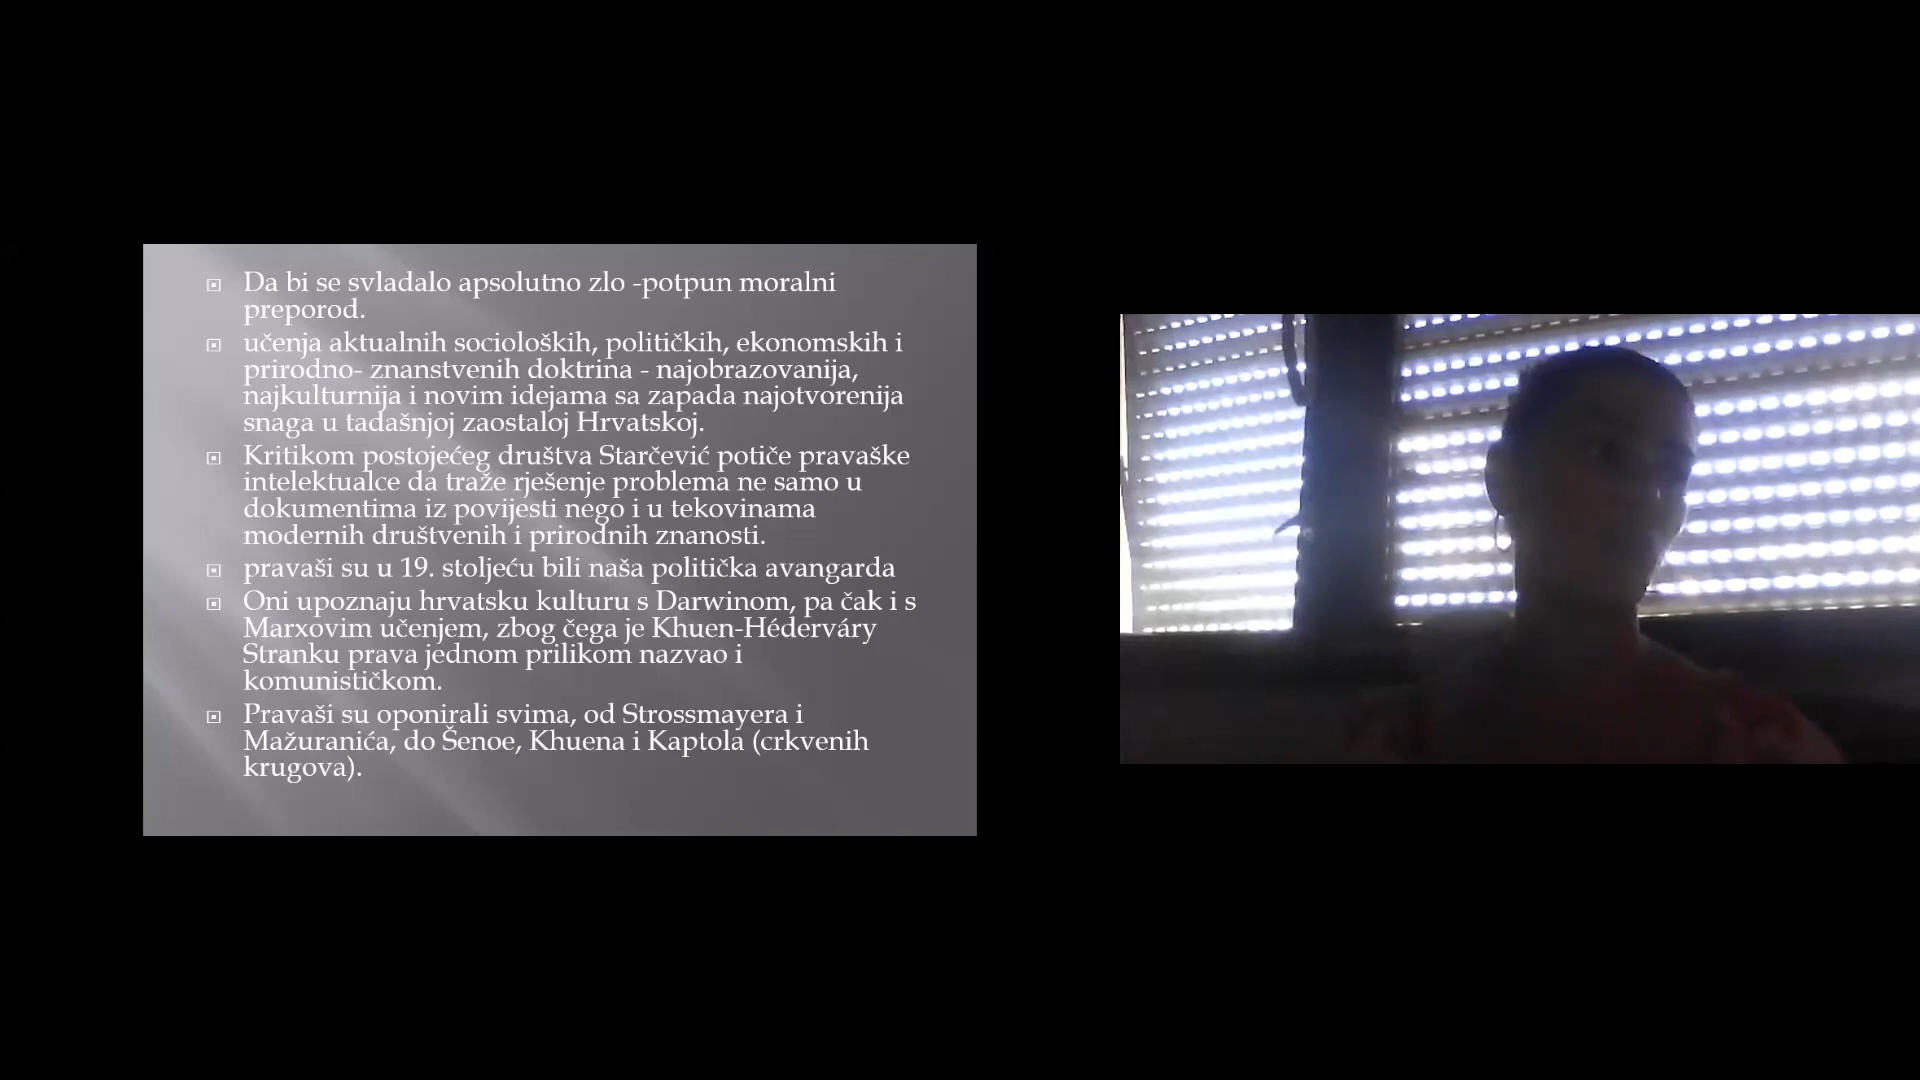 Da bi se svladalo apsolutno zlo -potpun moralni
preporod.
učenja aktualnih socioloških, političkih, ekonomskih i
prirodno- znanstvenih doktrina - najobrazovanija,
najkulturnija i novim idejama sa zapada najotvorenija
snaga u tadašnjoj zaostaloj Hrvatskoj.
Kritikom postojećeg društva Starčević potiče pravaške
intelektualce da traže rješenje problema ne samo u
dokumentima iz povijesti nego i u tekovinama
modernih društvenih i prirodnih znanosti.
pravaši su u 19. stoljeću bili naša politička avangarda
Oni upoznaju hrvatsku kulturu s Darwinom, pa čak i s
Marxovim učenjem, zbog čega je Khuen-Héderváry
Stranku prava jednom prilikom nazvao i
komunističkom.
Pravaši su oponirali svima, od Strossmayera i
Mažuranića, do Šenoe, Khuena i Kaptola (crkvenih
krugova).